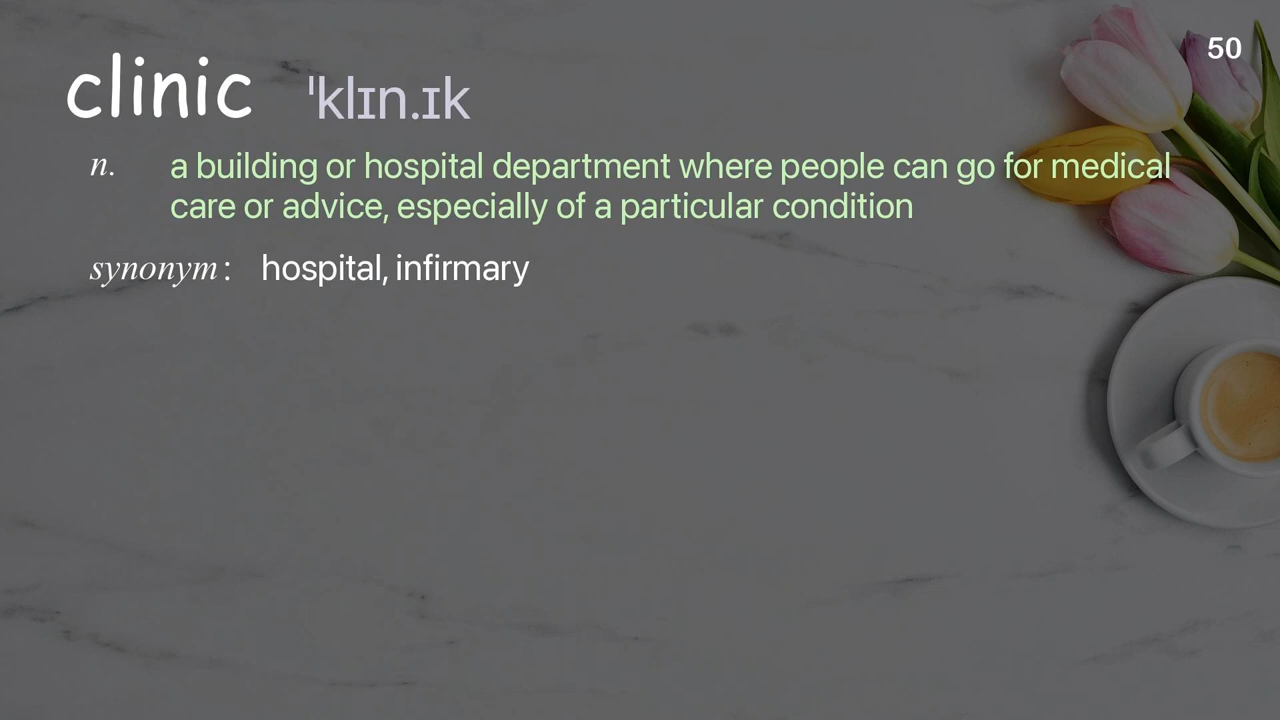 50
clinic ˈklɪn.ɪk
n. a building or hospital department where people can go for medical
care or advice, especially of a particular condition
synonym: hospital, infirmary